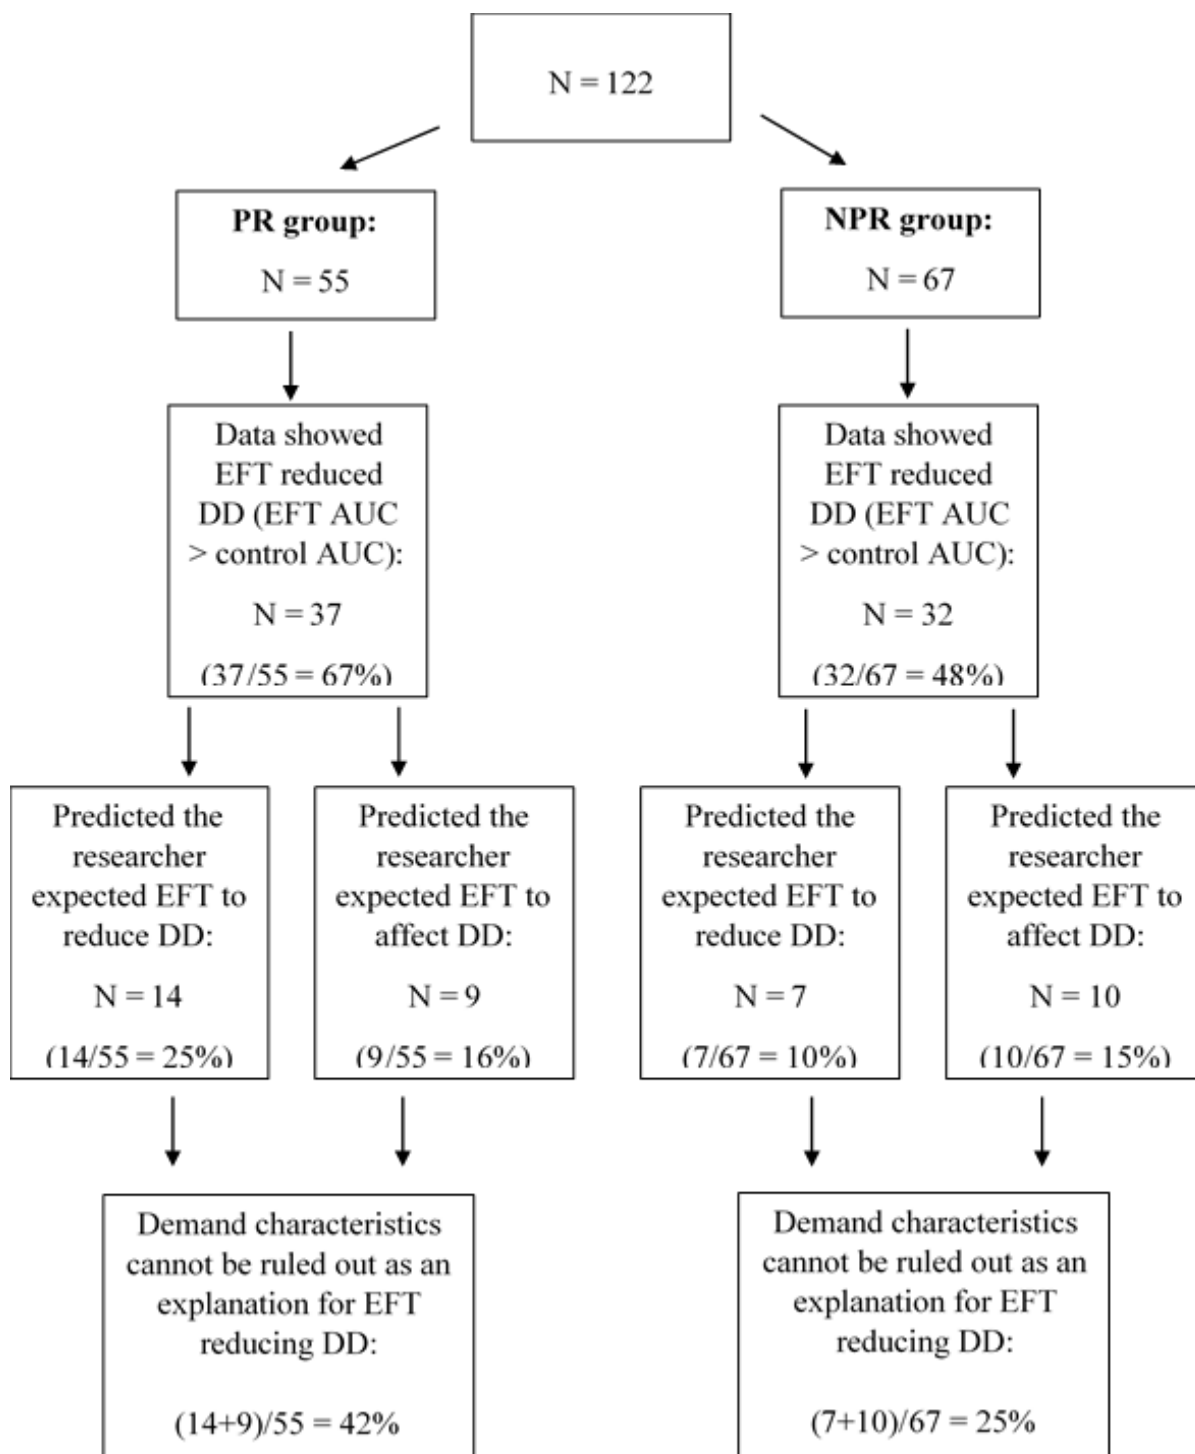 N = 122
PR group:
N = 55
NPR group:
N = 67
Data showed
EFT reduced
DD (EFT AUC
> control AUC):
N = 37
(37/55 = 67%)
Data showed
EFT reduced
DD (EFT AUC
> control AUC):
N = 32
(32/67 = 48%)
Predicted the
researcher
expected EFT to
reduce DD:
N = 14
(14/55 = 25%)
Predicted the
researcher
expected EFT to
affect DD:
N = 9
(9/55 = 16%)
Predicted the
researcher
expected EFT to
reduce DD:
N = 7
(7/67 = 10%)
Predicted the
researcher
expected EFT to
affect DD:
N = 10
(10/67 = 15%)
Demand characteristics
cannot be ruled out as an
explanation for EFT
reducing DD:
(14+9)/55 = 42%
Demand characteristics
cannot be ruled out as an
explanation for EFT
reducing DD:
(7+10)/67 = 25%